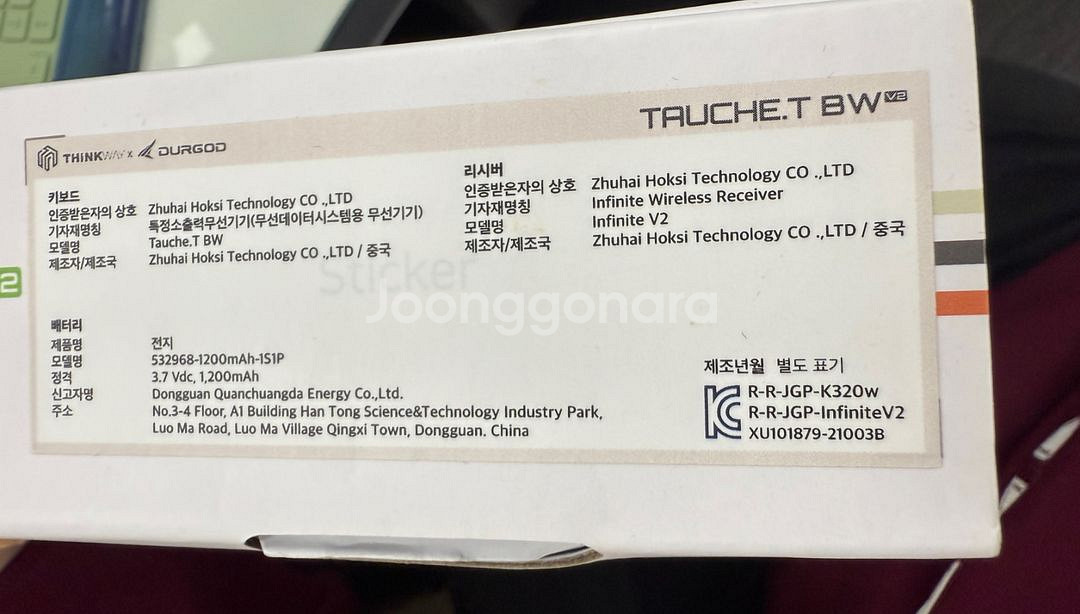 TAUCHE.T BW V2
THINKWAY x DURGOD
키보드
인증받은자의 상호 Zhuhai Hoksi Technology CO .,LTD
기자재명칭 특정소출력무선기기(무선데이터시스템용 무선기기)
모델명 Tauche.T BW
제조자/제조국 Zhuhai Hoksi Technology CO .,LTD / 중국
리시버
인증받은자의 상호 Zhuhai Hoksi Technology CO .,LTD
기자재명칭 Infinite Wireless Receiver
모델명 Infinite V2
제조자/제조국 Zhuhai Hoksi Technology CO .,LTD / 중국
Sticker
Joonggonara
2
배터리
제품명 전지
모델명 532968-1200mAh-1S1P
정격 3.7 Vdc, 1,200mAh
신고자명 Dongguan Quanchuangda Energy Co.,Ltd.
주소 No.3-4 Floor, A1 Building Han Tong Science&Technology Industry Park,
Luo Ma Road, Luo Ma Village Qingxi Town, Dongguan. China
제조년월 별도 표기
R-R-JGP-K320w
R-R-JGP-InfiniteV2
XU101879-21003B